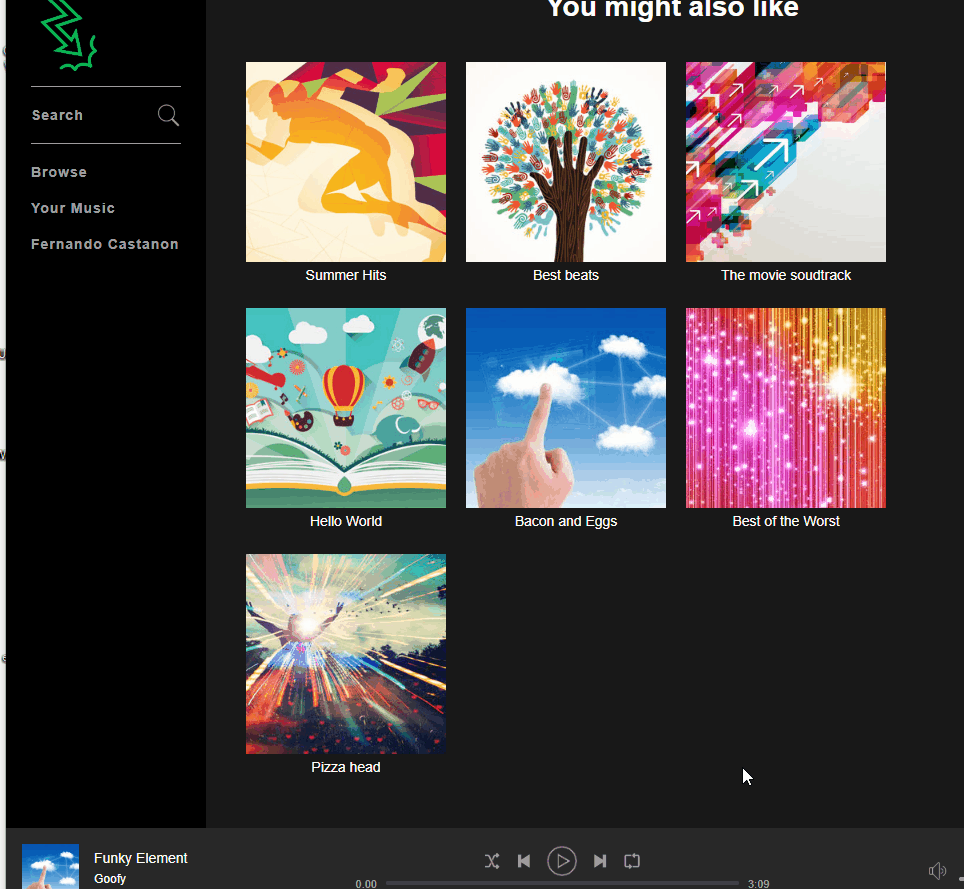 You might also like
Search
Browse
Your Music
Fernando Castanon
Summer Hits
Best beats
The movie soudtrack
Hello World
Bacon and Eggs
Best of the Worst
Pizza head
Funky Element
Goofy
0.00
3:09